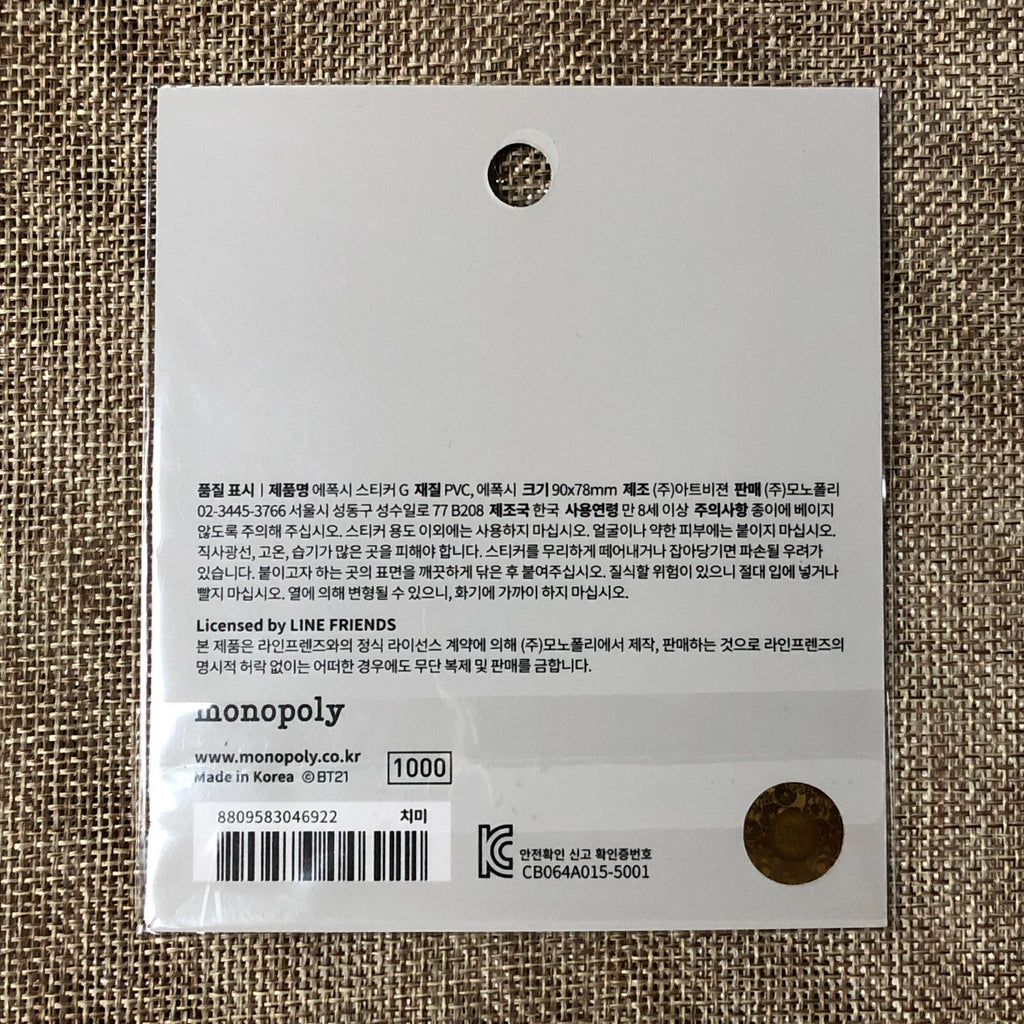 품질 표시 | 제품명 에폭시 스티커 G 재질 PVC, 에폭시 크기 90x78mm 제조 (주)아트비젼 판매 (주)모노폴리
02-3445-3766 서울시 성동구 성수일로 77 B208 제조국 한국 사용연령 만 8세 이상 주의사항 종이에 베이지
않도록 주의해 주십시오. 스티커 용도 이외에는 사용하지 마십시오. 얼굴이나 약한 피부에는 붙이지 마십시오.
직사광선, 고온, 습기가 많은 곳을 피해야 합니다. 스티커를 무리하게 떼어내거나 잡아당기면 파손될 우려가
있습니다. 붙이고자 하는 곳의 표면을 깨끗하게 닦은 후 붙여주십시오. 질식할 위험이 있으니 절대 입에 넣거나
빨지 마십시오. 열에 의해 변형될 수 있으니, 화기에 가까이 하지 마십시오.
Licensed by LINE FRIENDS
본 제품은 라인프렌즈와의 정식 라이선스 계약에 의해 (주)모노폴리에서 제작, 판매하는 것으로 라인프렌즈의
명시적 허락 없이는 어떠한 경우에도 무단 복제 및 판매를 금합니다.
monopoly
www.monopoly.co.kr
Made in Korea ©BT21
1000
8809583046922 치미
안전확인 신고 확인증번호
CB064A015-5001